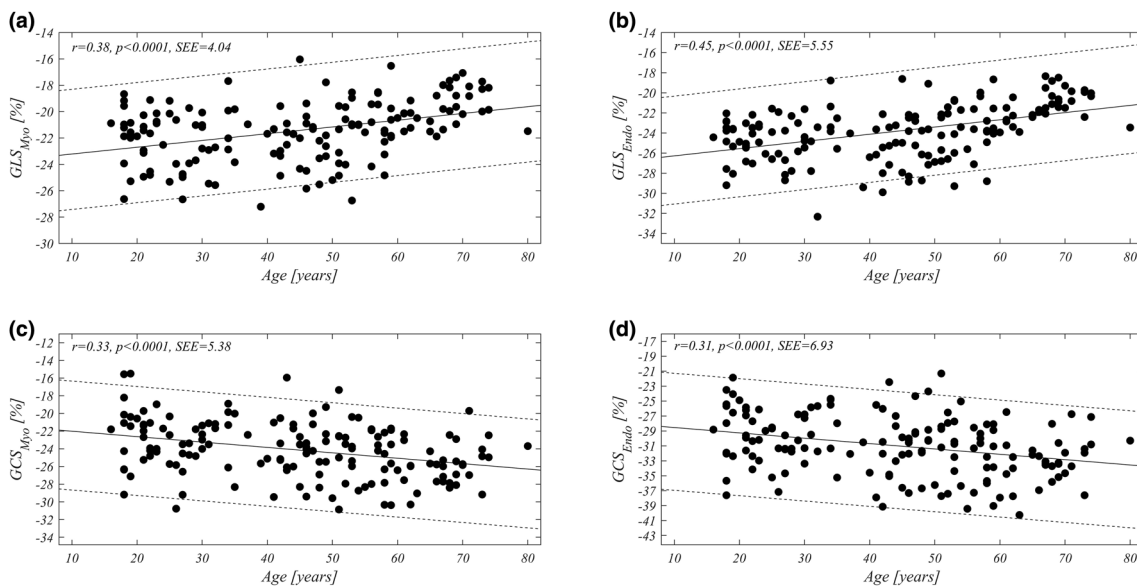 (a)
r=0.38, p<0.0001, SEE=4.04
GLS_Myo [%]
-14
-16
-18
-20
-22
-24
-26
-28
-30
10 20 30 40 50 60 70 80
Age [years]
(b)
r=0.45, p<0.0001, SEE=5.55
GLS_Endo [%]
-14
-16
-18
-20
-22
-24
-26
-28
-30
-32
-34
10 20 30 40 50 60 70 80
Age [years]
(c)
r=0.33, p<0.0001, SEE=5.38
GCS_Myo [%]
-12
-14
-16
-18
-20
-22
-24
-26
-28
-30
-32
-34
10 20 30 40 50 60 70 80
Age [years]
(d)
r=0.31, p<0.0001, SEE=6.93
GCS_Endo [%]
-17
-19
-21
-23
-25
-27
-29
-31
-33
-35
-37
-39
-41
-43
10 20 30 40 50 60 70 80
Age [years]